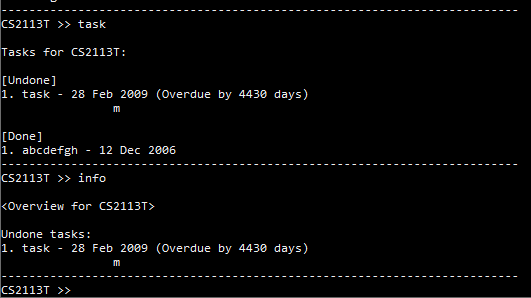 CS2113T >> task
Tasks for CS2113T:
[Undone]
1. task - 28 Feb 2009 (Overdue by 4430 days)
m
[Done]
1. abcdefgh - 12 Dec 2006
CS2113T >> info
<Overview for CS2113T>
Undone tasks:
1. task - 28 Feb 2009 (Overdue by 4430 days)
m
CS2113T >>